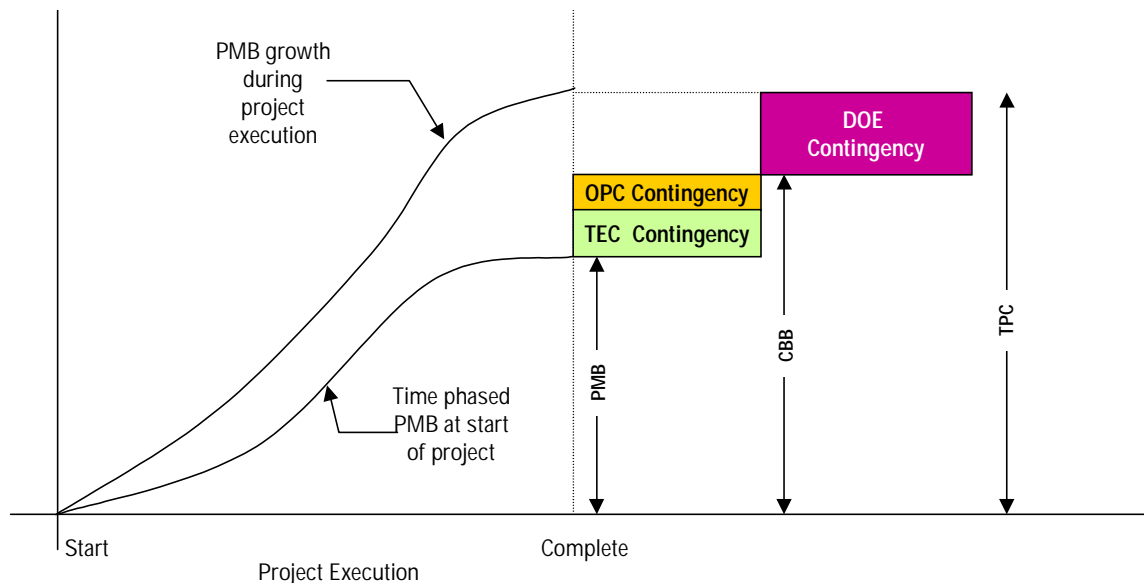 PMB growth
during
project
execution
DOE
Contingency
OPC Contingency
TEC Contingency
PMB
CBB
TPC
Time phased
PMB at start
of project
Start
Complete
Project Execution